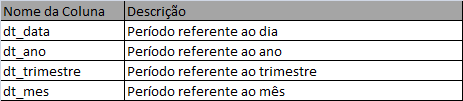 Nome da Coluna Descrição
dt_data Período referente ao dia
dt_ano Período referente ao ano
dt_trimestre Período referente ao trimestre
dt_mes Período referente ao mês